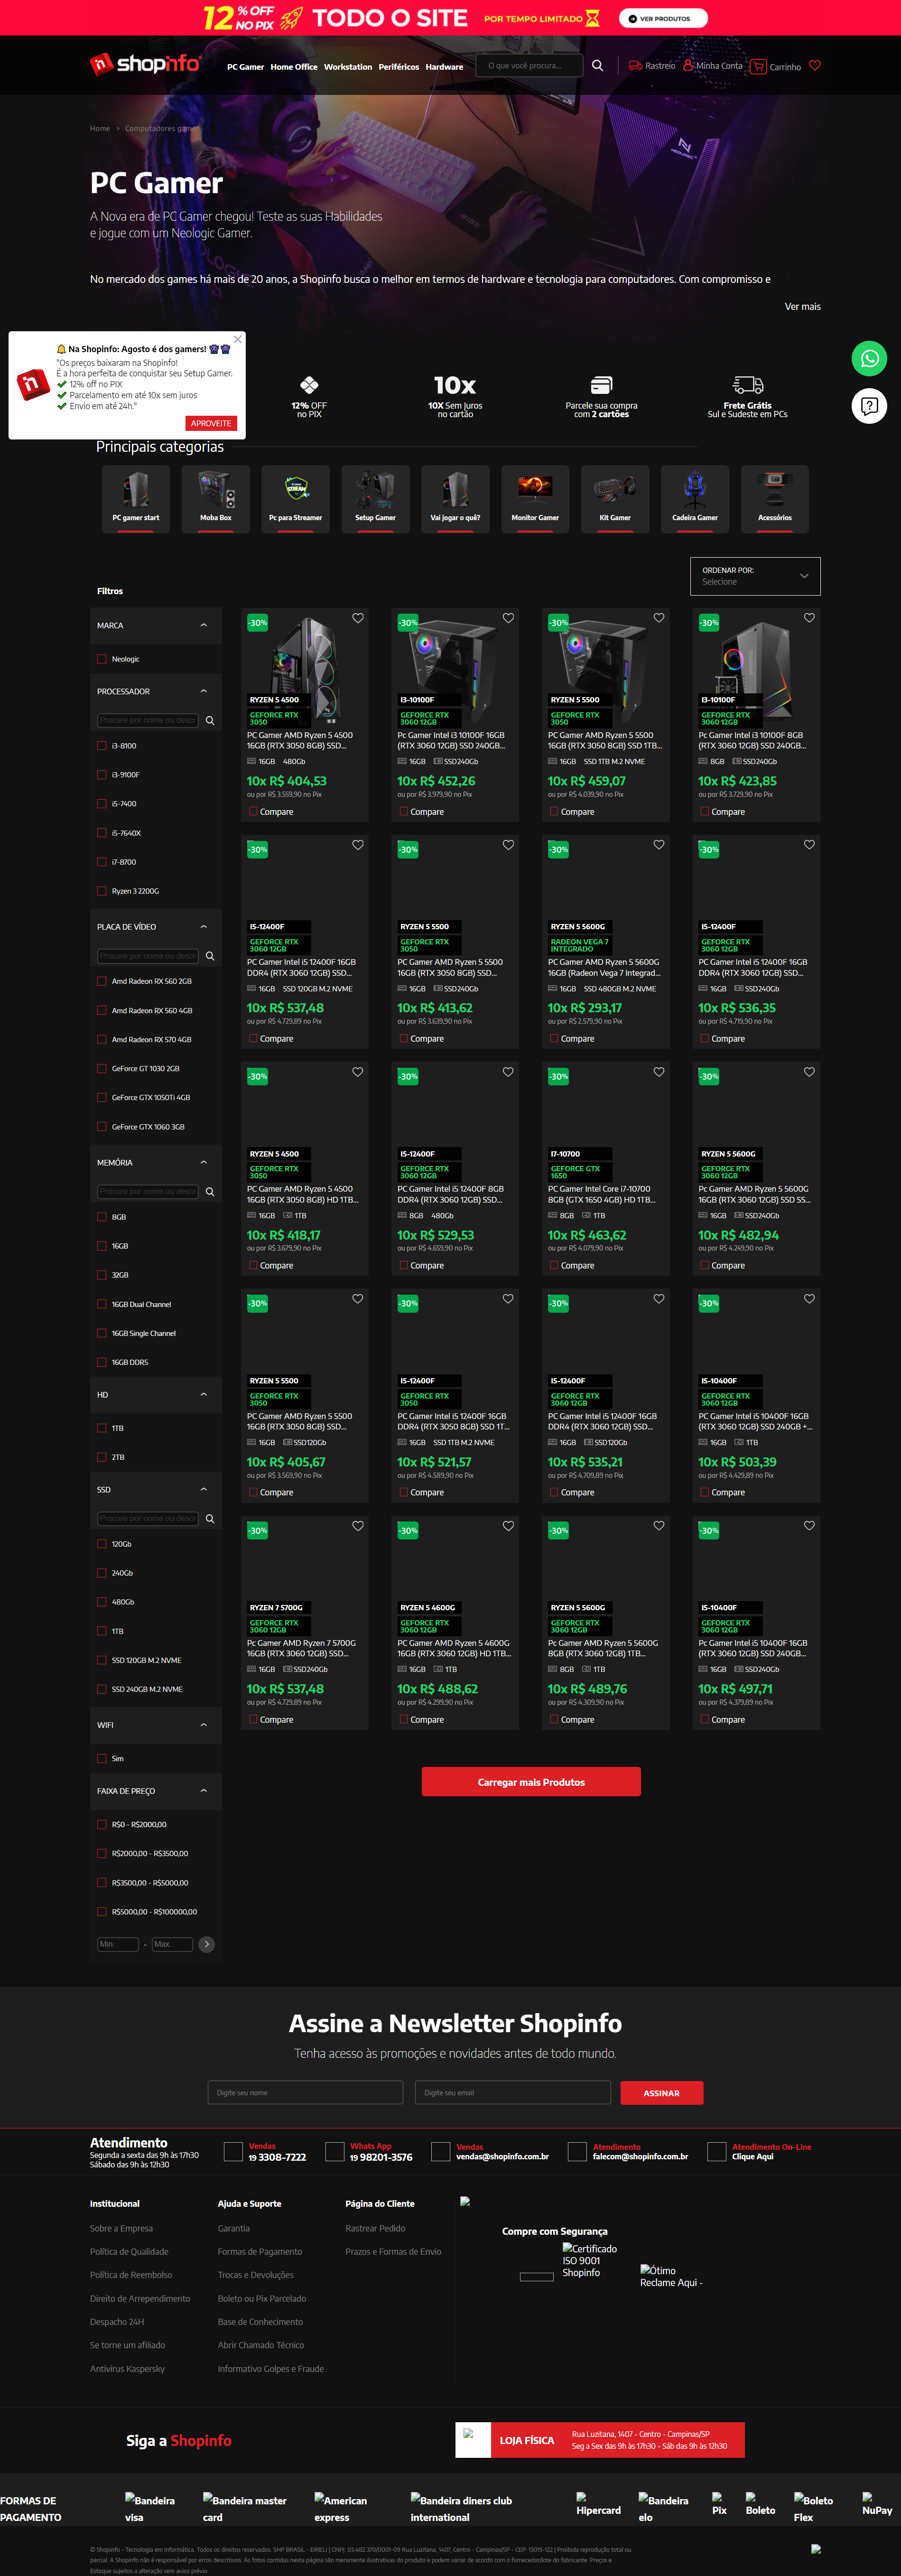 12% OFF NO PIX TODO O SITE POR TEMPO LIMITADO VER PRODUTOS
shopinfo
PC Gamer Home Office Workstation Periféricos Hardware
O que você procura...
Rastreio Minha Conta Carrinho
Home > Computadores gamer
PC Gamer
A Nova era de PC Gamer chegou! Teste as suas Habilidades
e jogue com um Neologic Gamer.
No mercado dos games há mais de 20 anos, a Shopinfo busca o melhor em termos de hardware e tecnologia para computadores. Com compromisso e
Ver mais
Na Shopinfo: Agosto é dos gamers!
"Os preços baixaram na Shopinfo!
É a hora perfeita de conquistar seu Setup Gamer.
12% off no PIX
Parcelamento em até 10x sem juros
Envio em até 24h."
APROVEITE
12% OFF
no PIX
10x
10X Sem Juros
no cartão
Parcele sua compra
com 2 cartões
Frete Grátis
Sul e Sudeste em PCs
Principais categorias
PC gamer start
Moba Box
Pc para Streamer
Setup Gamer
Vai jogar o quê?
Monitor Gamer
Kit Gamer
Cadeira Gamer
Acessórios
ORDENAR POR:
Selecione
Filtros
MARCA
Neologic
PROCESSADOR
Procure por nome ou descr
i3-8100
i3-9100F
i5-7400
i5-7640X
i7-8700
Ryzen 3 2200G
PLACA DE VÍDEO
Procure por nome ou descr
Amd Radeon RX 560 2GB
Amd Radeon RX 560 4GB
Amd Radeon RX 570 4GB
GeForce GT 1030 2GB
GeForce GTX 1050Ti 4GB
GeForce GTX 1060 3GB
MEMÓRIA
Procure por nome ou descr
8GB
16GB
32GB
16GB Dual Channel
16GB Single Channel
16GB DDR5
HD
1TB
2TB
SSD
Procure por nome ou descr
120Gb
240Gb
480Gb
1TB
SSD 120GB M.2 NVME
SSD 240GB M.2 NVME
WIFI
Sim
FAIXA DE PREÇO
R$0 - R$2000,00
R$2000,00 - R$3500,00
R$3500,00 - R$5000,00
R$5000,00 - R$100000,00
Min. - Max.
-30%
RYZEN 5 4500
GEFORCE RTX
3050
PC Gamer AMD Ryzen 5 4500
16GB (RTX 3050 8GB) SSD...
16GB 480Gb
10x R$ 404,53
ou por R$ 3.559,90 no Pix
Compare
-30%
I3-10100F
GEFORCE RTX
3060 12GB
Pc Gamer Intel i3 10100F 16GB
(RTX 3060 12GB) SSD 240GB...
16GB SSD240Gb
10x R$ 452,26
ou por R$ 3.979,90 no Pix
Compare
-30%
RYZEN 5 5500
GEFORCE RTX
3050
PC Gamer AMD Ryzen 5 5500
16GB (RTX 3050 8GB) SSD 1TB...
16GB SSD 1TB M.2 NVME
10x R$ 459,07
ou por R$ 4.039,90 no Pix
Compare
-30%
I3-10100F
GEFORCE RTX
3060 12GB
Pc Gamer Intel i3 10100F 8GB
(RTX 3060 12GB) SSD 240GB...
8GB SSD240Gb
10x R$ 423,85
ou por R$ 3.729,90 no Pix
Compare
-30%
I5-12400F
GEFORCE RTX
3060 12GB
PC Gamer Intel i5 12400F 16GB
DDR4 (RTX 3060 12GB) SSD...
16GB SSD 120GB M.2 NVME
10x R$ 537,48
ou por R$ 4.729,89 no Pix
Compare
-30%
RYZEN 5 5500
GEFORCE RTX
3050
PC Gamer AMD Ryzen 5 5500
16GB (RTX 3050 8GB) SSD...
16GB SSD240Gb
10x R$ 413,62
ou por R$ 3.639,90 no Pix
Compare
-30%
RYZEN 5 5600G
RADEON VEGA 7
INTEGRADO
PC Gamer AMD Ryzen 5 5600G
16GB (Radeon Vega 7 Integrad...
16GB SSD 480GB M.2 NVME
10x R$ 293,17
ou por R$ 2.579,90 no Pix
Compare
-30%
I5-12400F
GEFORCE RTX
3060 12GB
PC Gamer Intel i5 12400F 16GB
DDR4 (RTX 3060 12GB) SSD...
16GB SSD240Gb
10x R$ 536,35
ou por R$ 4.719,90 no Pix
Compare
-30%
RYZEN 5 4500
GEFORCE RTX
3050
PC Gamer AMD Ryzen 5 4500
16GB (RTX 3050 8GB) HD 1TB...
16GB 1TB
10x R$ 418,17
ou por R$ 3.679,90 no Pix
Compare
-30%
I5-12400F
GEFORCE RTX
3060 12GB
PC Gamer Intel i5 12400F 8GB
DDR4 (RTX 3060 12GB) SSD...
8GB 480Gb
10x R$ 529,53
ou por R$ 4.659,90 no Pix
Compare
-30%
I7-10700
GEFORCE GTX
1650
PC Gamer Intel Core i7-10700
8GB (GTX 1650 4GB) HD 1TB...
8GB 1TB
10x R$ 463,62
ou por R$ 4.079,90 no Pix
Compare
-30%
RYZEN 5 5600G
GEFORCE RTX
3060 12GB
Pc Gamer AMD Ryzen 5 5600G
16GB (RTX 3060 12GB) SSD SS...
16GB SSD240Gb
10x R$ 482,94
ou por R$ 4.249,90 no Pix
Compare
-30%
RYZEN 5 5500
GEFORCE RTX
3050
PC Gamer AMD Ryzen 5 5500
16GB (RTX 3050 8GB) SSD...
16GB SSD120Gb
10x R$ 405,67
ou por R$ 3.569,90 no Pix
Compare
-30%
I5-12400F
GEFORCE RTX
3050
PC Gamer Intel i5 12400F 16GB
DDR4 (RTX 3050 8GB) SSD 1T...
16GB SSD 1TB M.2 NVME
10x R$ 521,57
ou por R$ 4.589,90 no Pix
Compare
-30%
I5-12400F
GEFORCE RTX
3060 12GB
PC Gamer Intel i5 12400F 16GB
DDR4 (RTX 3060 12GB) SSD...
16GB SSD120Gb
10x R$ 535,21
ou por R$ 4.709,89 no Pix
Compare
-30%
I5-10400F
GEFORCE RTX
3060 12GB
PC Gamer Intel i5 10400F 16GB
(RTX 3060 12GB) SSD 240GB +...
16GB 1TB
10x R$ 503,39
ou por R$ 4.429,89 no Pix
Compare
-30%
RYZEN 7 5700G
GEFORCE RTX
3060 12GB
Pc Gamer AMD Ryzen 7 5700G
16GB (RTX 3060 12GB) SSD...
16GB SSD240Gb
10x R$ 537,48
ou por R$ 4.729,89 no Pix
Compare
-30%
RYZEN 5 4600G
GEFORCE RTX
3060 12GB
PC Gamer AMD Ryzen 5 4600G
16GB (RTX 3060 12GB) HD 1TB...
16GB 1TB
10x R$ 488,62
ou por R$ 4.299,90 no Pix
Compare
-30%
RYZEN 5 5600G
GEFORCE RTX
3060 12GB
Pc Gamer AMD Ryzen 5 5600G
8GB (RTX 3060 12GB) 1TB...
8GB 1TB
10x R$ 489,76
ou por R$ 4.309,90 no Pix
Compare
-30%
I5-10400F
GEFORCE RTX
3060 12GB
Pc Gamer Intel i5 10400F 16GB
(RTX 3060 12GB) SSD 240GB...
16GB SSD240Gb
10x R$ 497,71
ou por R$ 4.379,89 no Pix
Compare
Carregar mais Produtos
Assine a Newsletter Shopinfo
Tenha acesso às promoções e novidades antes de todo mundo.
Digite seu nome
Digite seu email
ASSINAR
Atendimento
Segunda a sexta das 9h às 17h30
Sábado das 9h às 12h30
Vendas
19 3308-7222
Whats App
19 98201-3576
Vendas
vendas@shopinfo.com.br
Atendimento
falecom@shopinfo.com.br
Atendimento On-Line
Clique Aqui
Institucional
Sobre a Empresa
Política de Qualidade
Política de Reembolso
Direito de Arrependimento
Despacho 24H
Se torne um afiliado
Antivirus Kaspersky
Ajuda e Suporte
Garantia
Formas de Pagamento
Trocas e Devoluções
Boleto ou Pix Parcelado
Base de Conhecimento
Abrir Chamado Técnico
Informativo Golpes e Fraude
Página do Cliente
Rastrear Pedido
Prazos e Formas de Envio
Compre com Segurança
Certificado
ISO 9001
Shopinfo
Ótimo
Reclame Aqui -
Siga a Shopinfo
LOJA FÍSICA
Rua Luzitana, 1407 - Centro - Campinas/SP
Seg a Sex das 9h às 17h30 - Sáb das 9h às 12h30
FORMAS DE
PAGAMENTO
Bandeira
visa
Bandeira master
card
American
express
Bandeira diners club
international
Hipercard
Bandeira
elo
Pix
Boleto
Boleto
Flex
NuPay
© Shopinfo - Tecnologia em Informática. Todos os direitos reservados. SHP BRASIL - EIRELI | CNPJ: 03.482.370/0001-09 Rua Luzitana, 1407, Centro - Campinas/SP - CEP: 13015-122 | Proibida reprodução total ou
parcial. A Shopinfo não é responsável por erros descritivos. As fotos contidas nesta página são meramente ilustrativas do produto e podem variar de acordo com o fornecedor/lote do fabricante. Preços e
Estoque sujeitos a alteração sem aviso prévio.